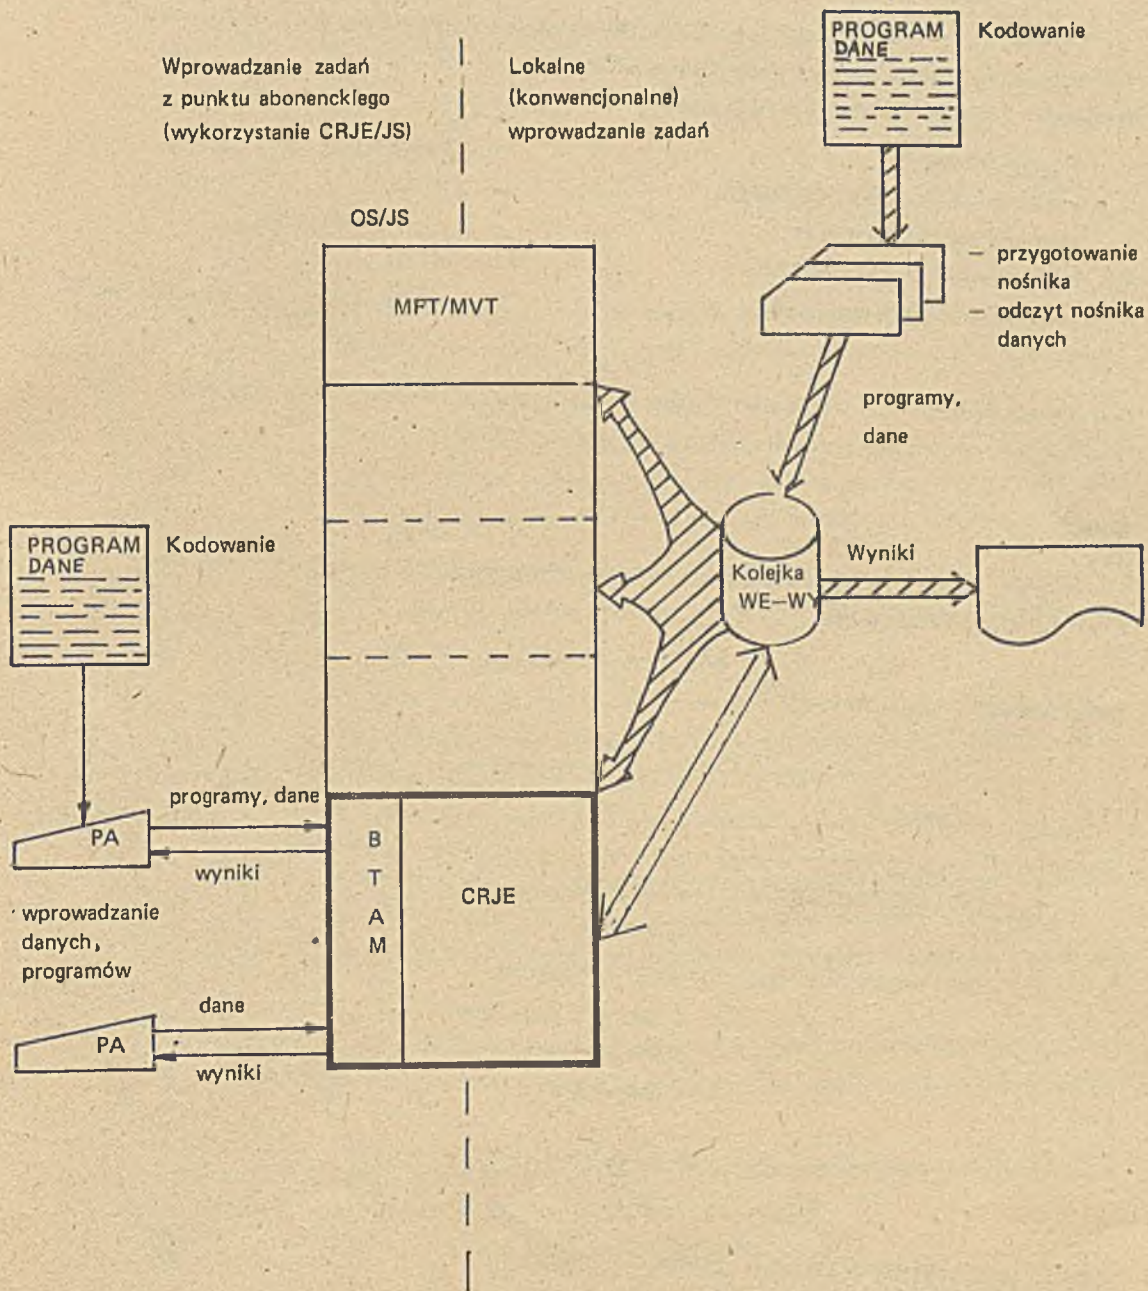 PROGRAM
DANE
Kodowanie
Wprowadzanie zadań
z punktu abonenckiego
(wykorzystanie CRJE/JS)
Lokalne
(konwencjonalne)
wprowadzanie zadań
OS/JS
MFT/MVT
— przygotowanie
nośnika
— odczyt nośnika
danych
programy,
dane
PROGRAM
DANE
Kodowanie
Kolejka
WE—WY
Wyniki
programy, dane
PA
wyniki
B
T
A
M
CRJE
wprowadzanie
danych,
programów
dane
PA
wyniki